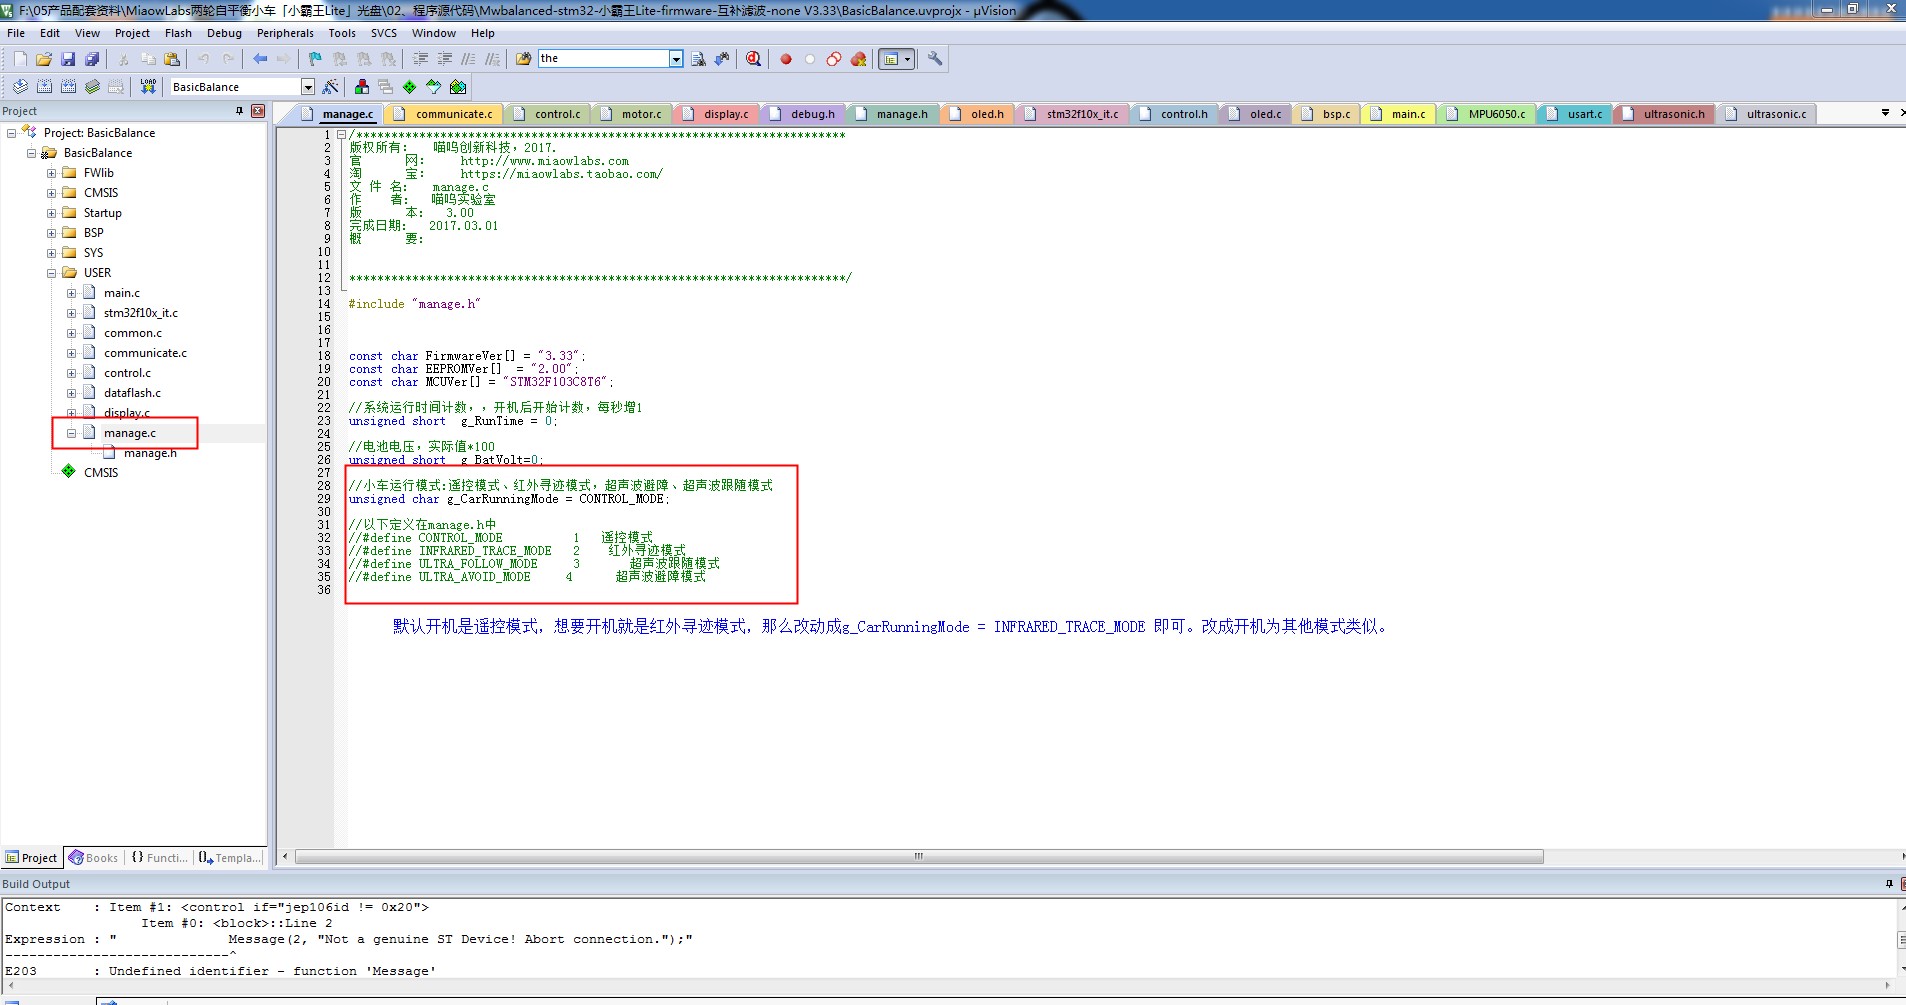 F:\05产品配套资料\MiaowLabs两轮自平衡小车「小霸王Lite」光盘\02、程序源代码\Mwbalanced-stm32-小霸王Lite-firmware-互补滤波-none V3.33\BasicBalance.uvprojx - µVision
File Edit View Project Flash Debug Peripherals Tools SVCS Window Help
the
LOAD BasicBalance
Project
manage.c communicate.c control.c motor.c display.c debug.h manage.h oled.h stm32f10x_it.c control.h oled.c bsp.c main.c MPU6050.c usart.c ultrasonic.h ultrasonic.c
Project: BasicBalance
BasicBalance
FWlib
CMSIS
Startup
BSP
SYS
USER
main.c
stm32f10x_it.c
common.c
communicate.c
control.c
dataflash.c
display.c
manage.c
manage.h
CMSIS
1 /**********************************************************************
2 版权所有: 喵呜创新科技, 2017.
3 官 网: http://www.miaowlabs.com
4 淘 宝: https://miaowlabs.taobao.com/
5 文 件 名: manage.c
6 作 者: 喵呜实验室
7 版 本: 3.00
8 完成日期: 2017.03.01
9 概 要:
10
11
12 ***********************************************************************/
13
14 #include "manage.h"
15
16
17
18 const char FirmwareVer[] = "3.33";
19 const char EEPROMVer[] = "2.00";
20 const char MCUVer[] = "STM32F103C8T6";
21
22 //系统运行时间计数, , 开机后开始计数, 每秒增1
23 unsigned short g_RunTime = 0;
24
25 //电池电压, 实际值*100
26 unsigned short g_BatVolt=0;
27
28 //小车运行模式:遥控模式、红外寻迹模式, 超声波避障、超声波跟随模式
29 unsigned char g_CarRunningMode = CONTROL_MODE;
30
31 //以下定义在manage.h中
32 //#define CONTROL_MODE 1 遥控模式
33 //#define INFRARED_TRACE_MODE 2 红外寻迹模式
34 //#define ULTRA_FOLLOW_MODE 3 超声波跟随模式
35 //#define ULTRA_AVOID_MODE 4 超声波避障模式
36
默认开机是遥控模式, 想要开机就是红外寻迹模式, 那么改动成g_CarRunningMode = INFRARED_TRACE_MODE 即可。改成开机为其他模式类似。
Project Books {} Functi... Templa...
Build Output
Context : Item #1: <control if="jep106id != 0x20">
Item #0: <block>::Line 2
Expression : " Message(2, "Not a genuine ST Device! Abort connection.");"
----------------------------^
E203 : Undefined identifier - function 'Message'